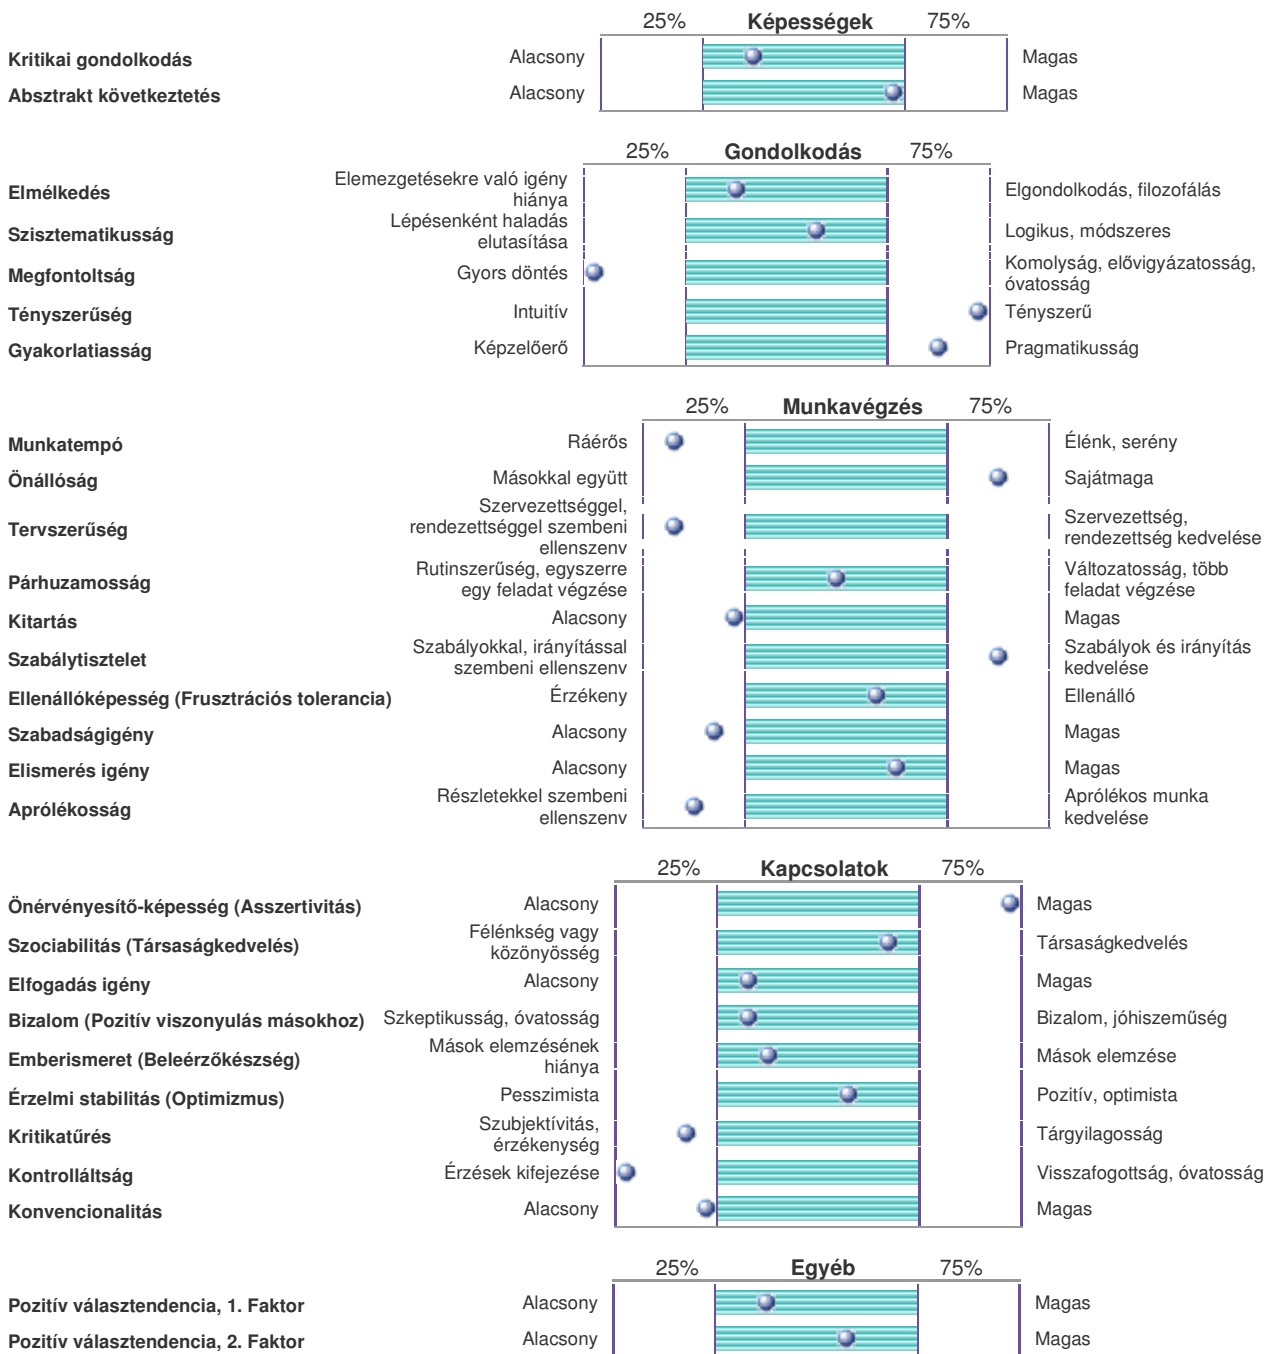 25% Képességek 75%
Kritikai gondolkodás Alacsony Magas
Absztrakt következtetés Alacsony Magas
25% Gondolkodás 75%
Elmélkedés Elemezgetésekre való igény hiánya Elgondolkodás, filozofálás
Szisztematikusság Lépésenként haladás elutasítása Logikus, módszeres
Megfontoltság Gyors döntés Komolyság, elővigyázatosság, óvatosság
Tényszerűség Intuitív Tényszerű
Gyakorlatiasság Képzelőerő Pragmatikusság
25% Munkavégzés 75%
Munkatempó Ráérős Élénk, serény
Önállóság Másokkal együtt Sajátmaga
Tervszerűség Szervezettséggel, rendezettséggel szembeni ellenszenv Szervezettség, rendezettség kedvelése
Párhuzamosság Rutinszerűség, egyszerre egy feladat végzése Változatosság, több feladat végzése
Kitartás Alacsony Magas
Szabálytisztelet Szabályokkal, irányítással szembeni ellenszenv Szabályok és irányítás kedvelése
Ellenállóképesség (Frusztrációs tolerancia) Érzékeny Ellenálló
Szabadságigény Alacsony Magas
Elismerés igény Alacsony Magas
Aprólékosság Részletekkel szembeni ellenszenv Aprólékos munka kedvelése
25% Kapcsolatok 75%
Önérvényesítő-képesség (Asszertivitás) Alacsony Magas
Szociabilitás (Társaságkedvelés) Félénkség vagy közönyösség Társaságkedvelés
Elfogadás igény Alacsony Magas
Bizalom (Pozitív viszonyulás másokhoz) Szkeptikusság, óvatosság Bizalom, jóhiszeműség
Emberismeret (Beleérzőkészség) Mások elemzésének hiánya Mások elemzése
Érzelmi stabilitás (Optimizmus) Pesszimista Pozitív, optimista
Kritikatűrés Szubjektívitás, érzékenység Tárgyilagosság
Kontrolláltság Érzések kifejezése Visszafogottság, óvatosság
Konvencionalitás Alacsony Magas
25% Egyéb 75%
Pozitív választendencia, 1. Faktor Alacsony Magas
Pozitív választendencia, 2. Faktor Alacsony Magas